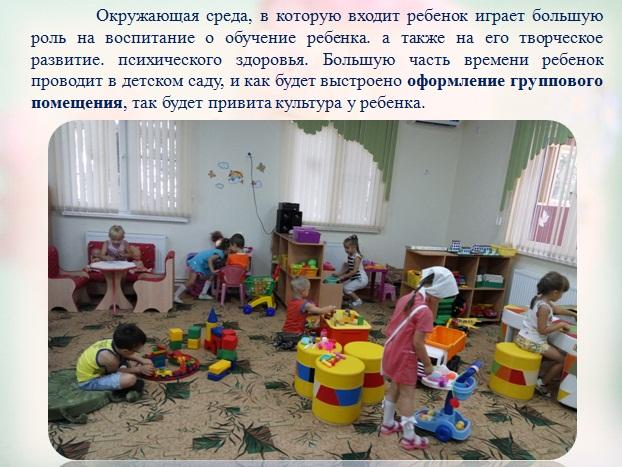 Окружающая среда, в которую входит ребенок играет большую
роль на воспитание о обучение ребенка. а также на его творческое
развитие. психического здоровья. Большую часть времени ребенок
проводит в детском саду, и как будет выстроено оформление группового
помещения, так будет привита культура у ребенка.